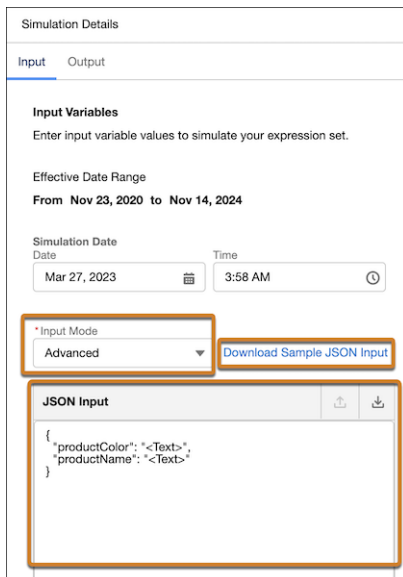 Simulation Details
Input Output
Input Variables
Enter input variable values to simulate your expression set.
Effective Date Range
From Nov 23, 2020 to Nov 14, 2024
Simulation Date
Date Time
Mar 27, 2023 3:58 AM
*Input Mode
Advanced Download Sample JSON Input
JSON Input
{
"productColor": "<Text>",
"productName": "<Text>"
}